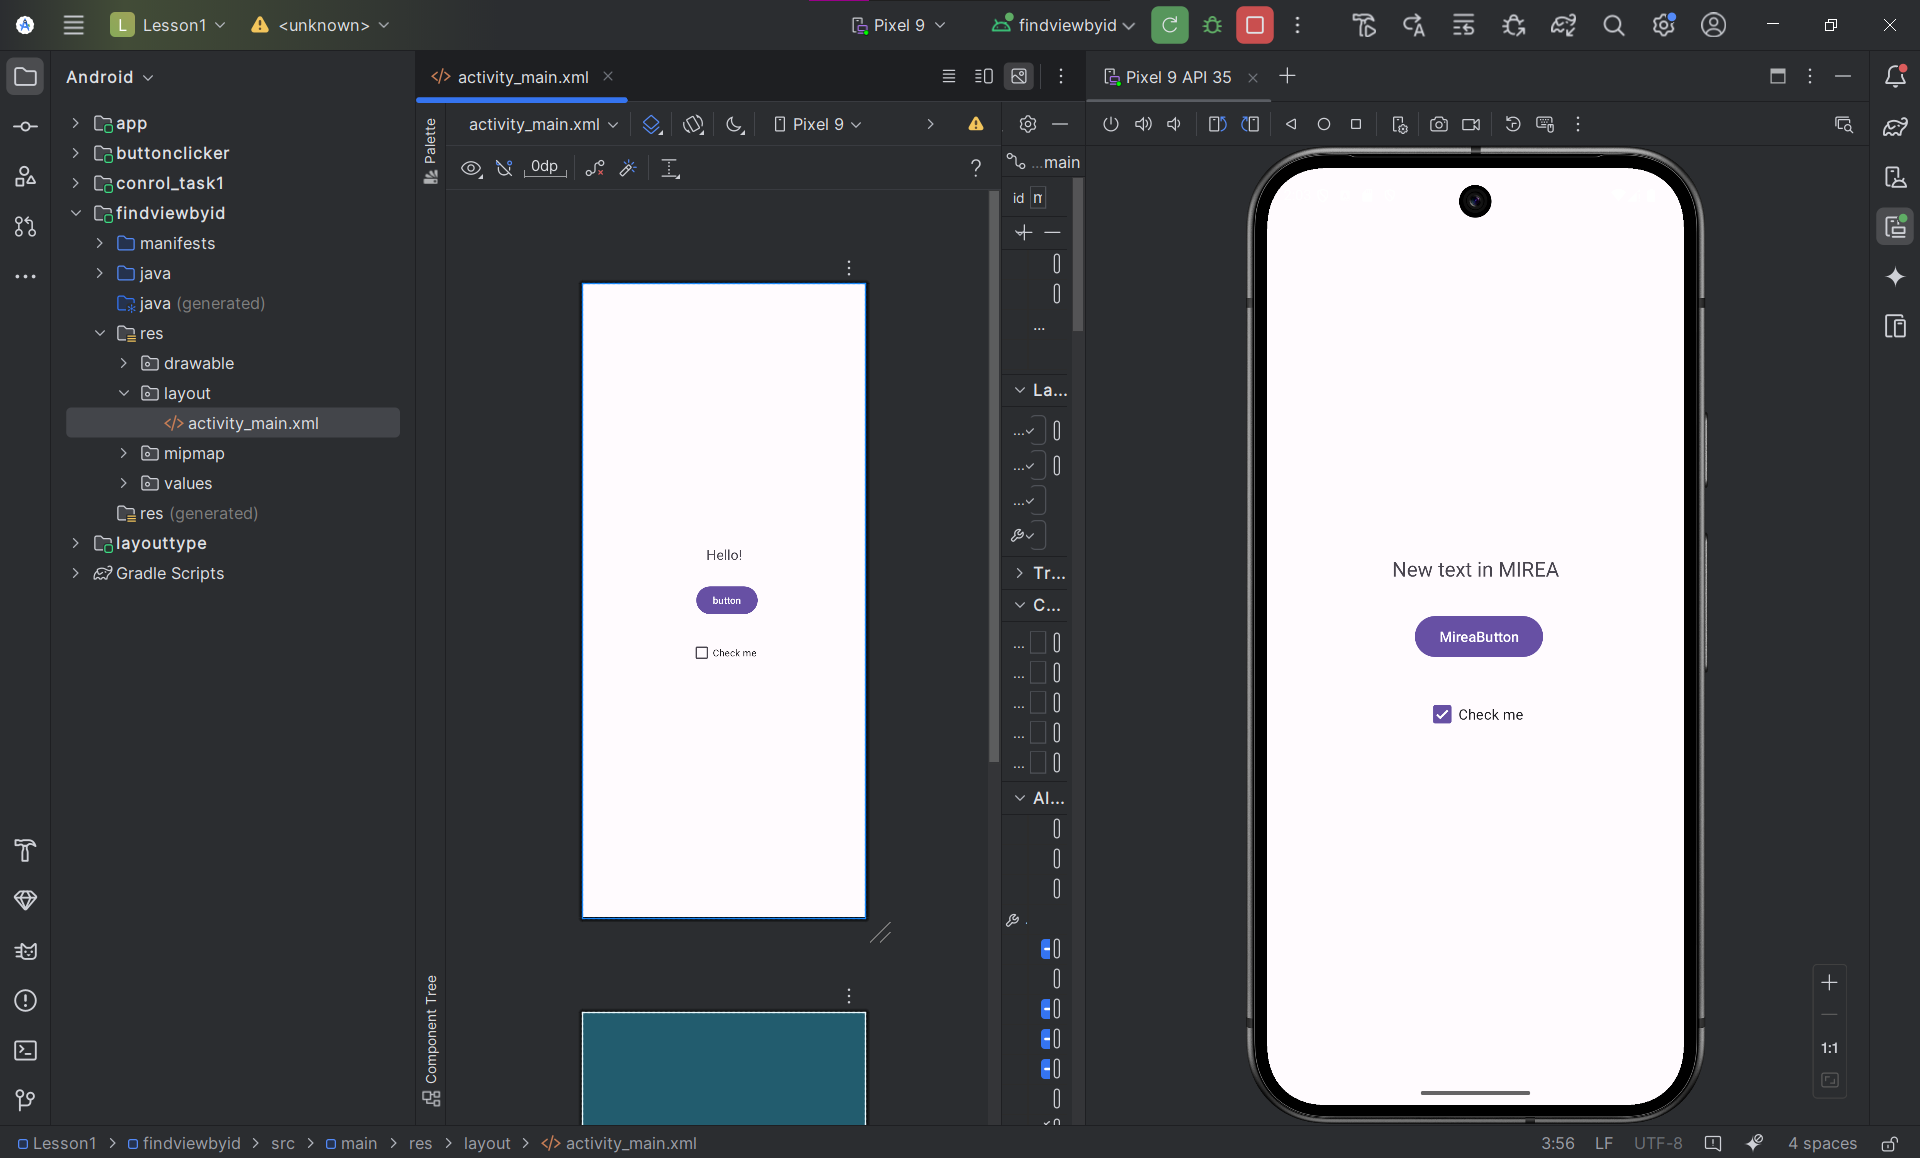 L Lesson1
<unknown>
Pixel 9
findviewbyid
Android
activity_main.xml
Pixel 9 API 35
app
buttonclicker
conrol_task1
findviewbyid
manifests
java
java (generated)
res
drawable
layout
activity_main.xml
mipmap
values
res (generated)
layouttype
Gradle Scripts
Palette
Component Tree
activity_main.xml
Pixel 9
0dp
?
Hello!
button
Check me
...main
id
...
La...
...
...
...
Tr...
C...
...
...
...
...
...
Al...
New text in MIREA
MireaButton
Check me
1:1
Lesson1 > findviewbyid > src > main > res > layout > activity_main.xml
3:56 LF UTF-8 4 spaces